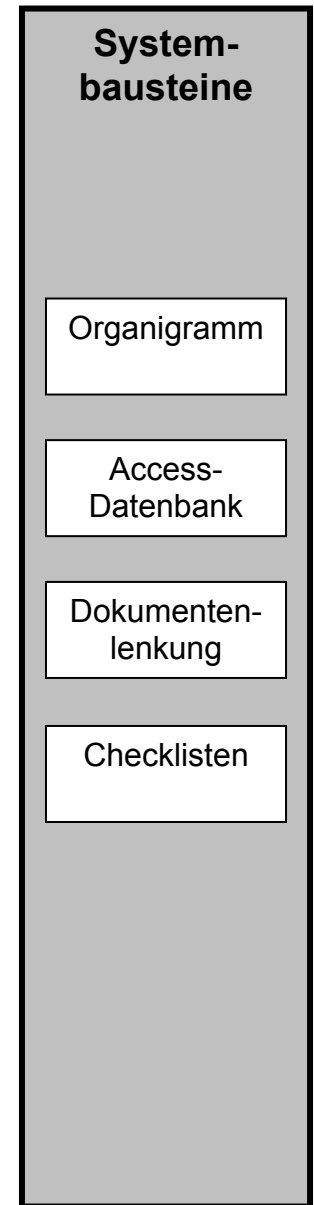 System-
bausteine
Organigramm
Access-
Datenbank
Dokumenten-
lenkung
Checklisten